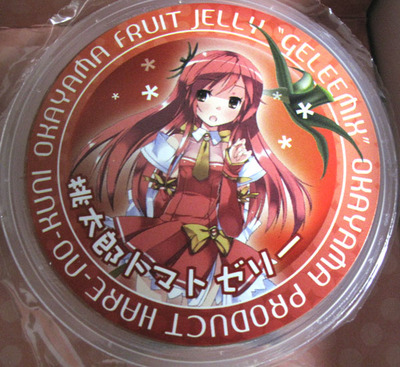 OKAYAMA FRUIT JELLY "GELEEMIX" OKAYAMA PRODUCT HARE-NO-KUNI
桃太郎トマトゼリー